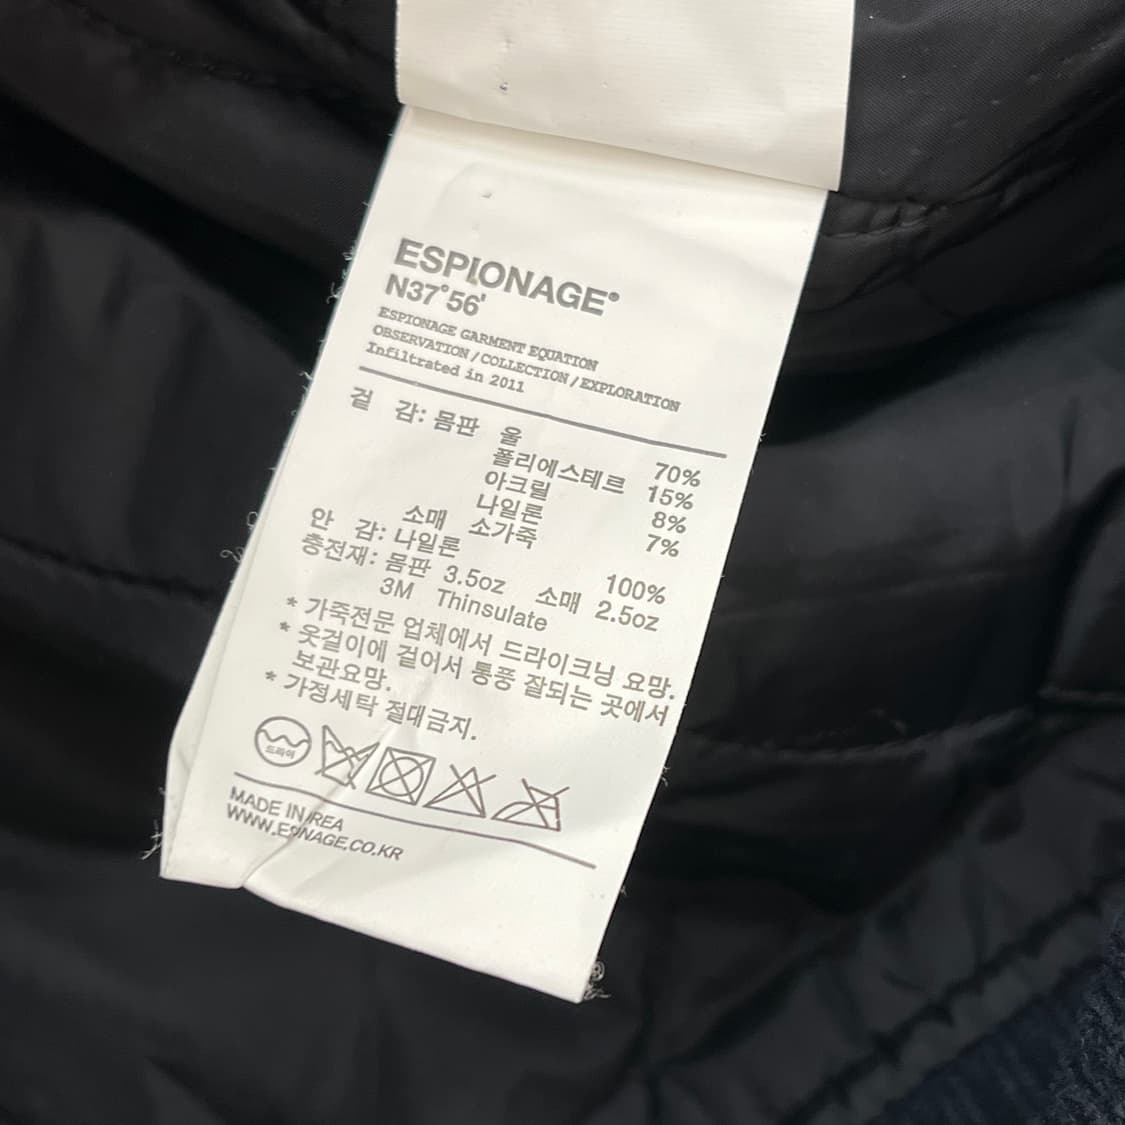 ESPIONAGE®
N37°56'
ESPIONAGE GARMENT EQUATION
OBSERVATION / COLLECTION / EXPLORATION
Infiltrated in 2011
겉 감: 몸판 울 70%
폴리에스테르 15%
아크릴 8%
나일론 7%
소매 소가죽
안 감: 나일론 100%
충전재: 몸판 3.5oz 소매 2.5oz
3M Thinsulate
* 가죽전문 업체에서 드라이크닝 요망.
* 옷걸이에 걸어서 통풍 잘되는 곳에서
보관요망.
* 가정세탁 절대금지.
드라이
MADE IN REA
WWW.ES NAGE.CO.KR